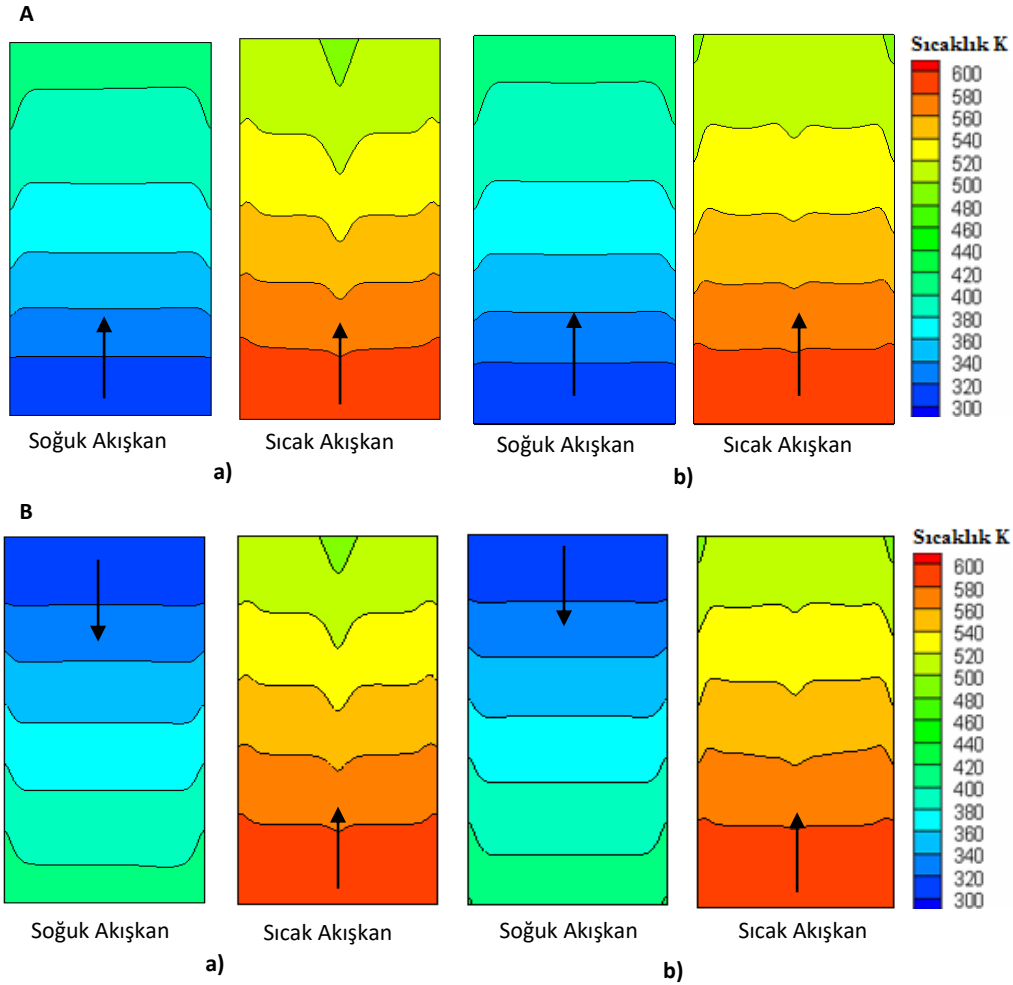 A
Sıcaklık K
600
580
560
540
520
500
480
460
440
420
400
380
360
340
320
300
Soğuk Akışkan
Sıcak Akışkan
Soğuk Akışkan
Sıcak Akışkan
a)
b)
B
Sıcaklık K
600
580
560
540
520
500
480
460
440
420
400
380
360
340
320
300
Soğuk Akışkan
Sıcak Akışkan
Soğuk Akışkan
Sıcak Akışkan
a)
b)